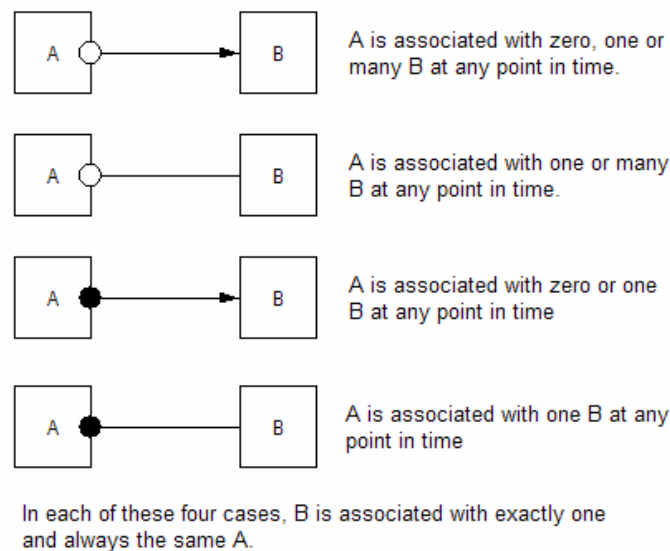 A
B
A is associated with zero, one or
many B at any point in time.
A
B
A is associated with one or many
B at any point in time.
A
B
A is associated with zero or one
B at any point in time
A
B
A is associated with one B at any
point in time
In each of these four cases, B is associated with exactly one
and always the same A.